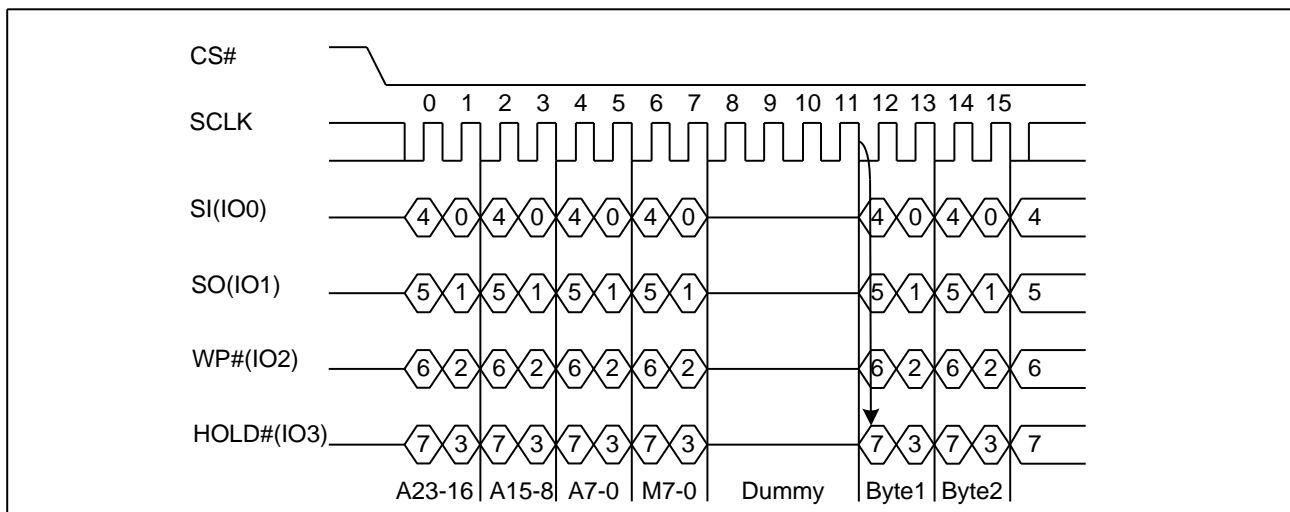 CS#
0 1 2 3 4 5 6 7 8 9 10 11 12 13 14 15
SCLK
SI(IO0) 4 0 4 0 4 0 4 0 4 0 4 0 4
SO(IO1) 5 1 5 1 5 1 5 1 5 1 5 1 5
WP#(IO2) 6 2 6 2 6 2 6 2 6 2 6 2 6
HOLD#(IO3) 7 3 7 3 7 3 7 3 7 3 7 3 7
A23-16 A15-8 A7-0 M7-0 Dummy Byte1 Byte2